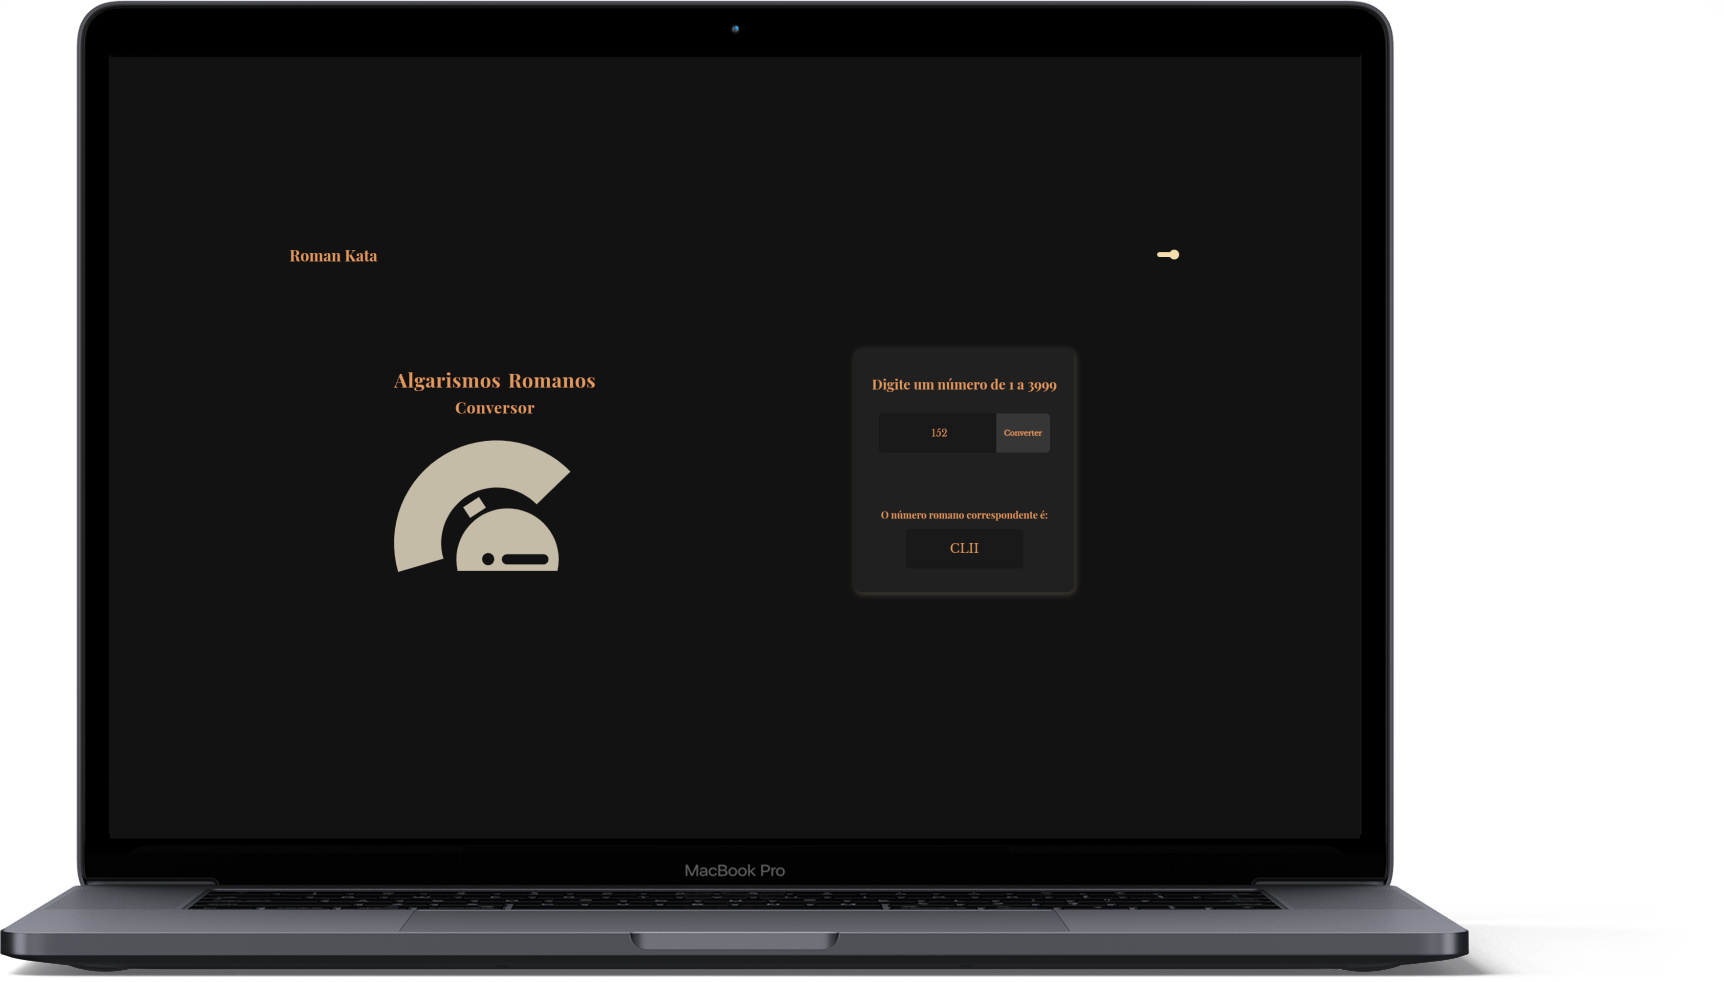 Roman Kata
Algarismos Romanos
Conversor
Digite um número de 1 a 3999
152
Converter
O número romano correspondente é:
CLII
MacBook Pro